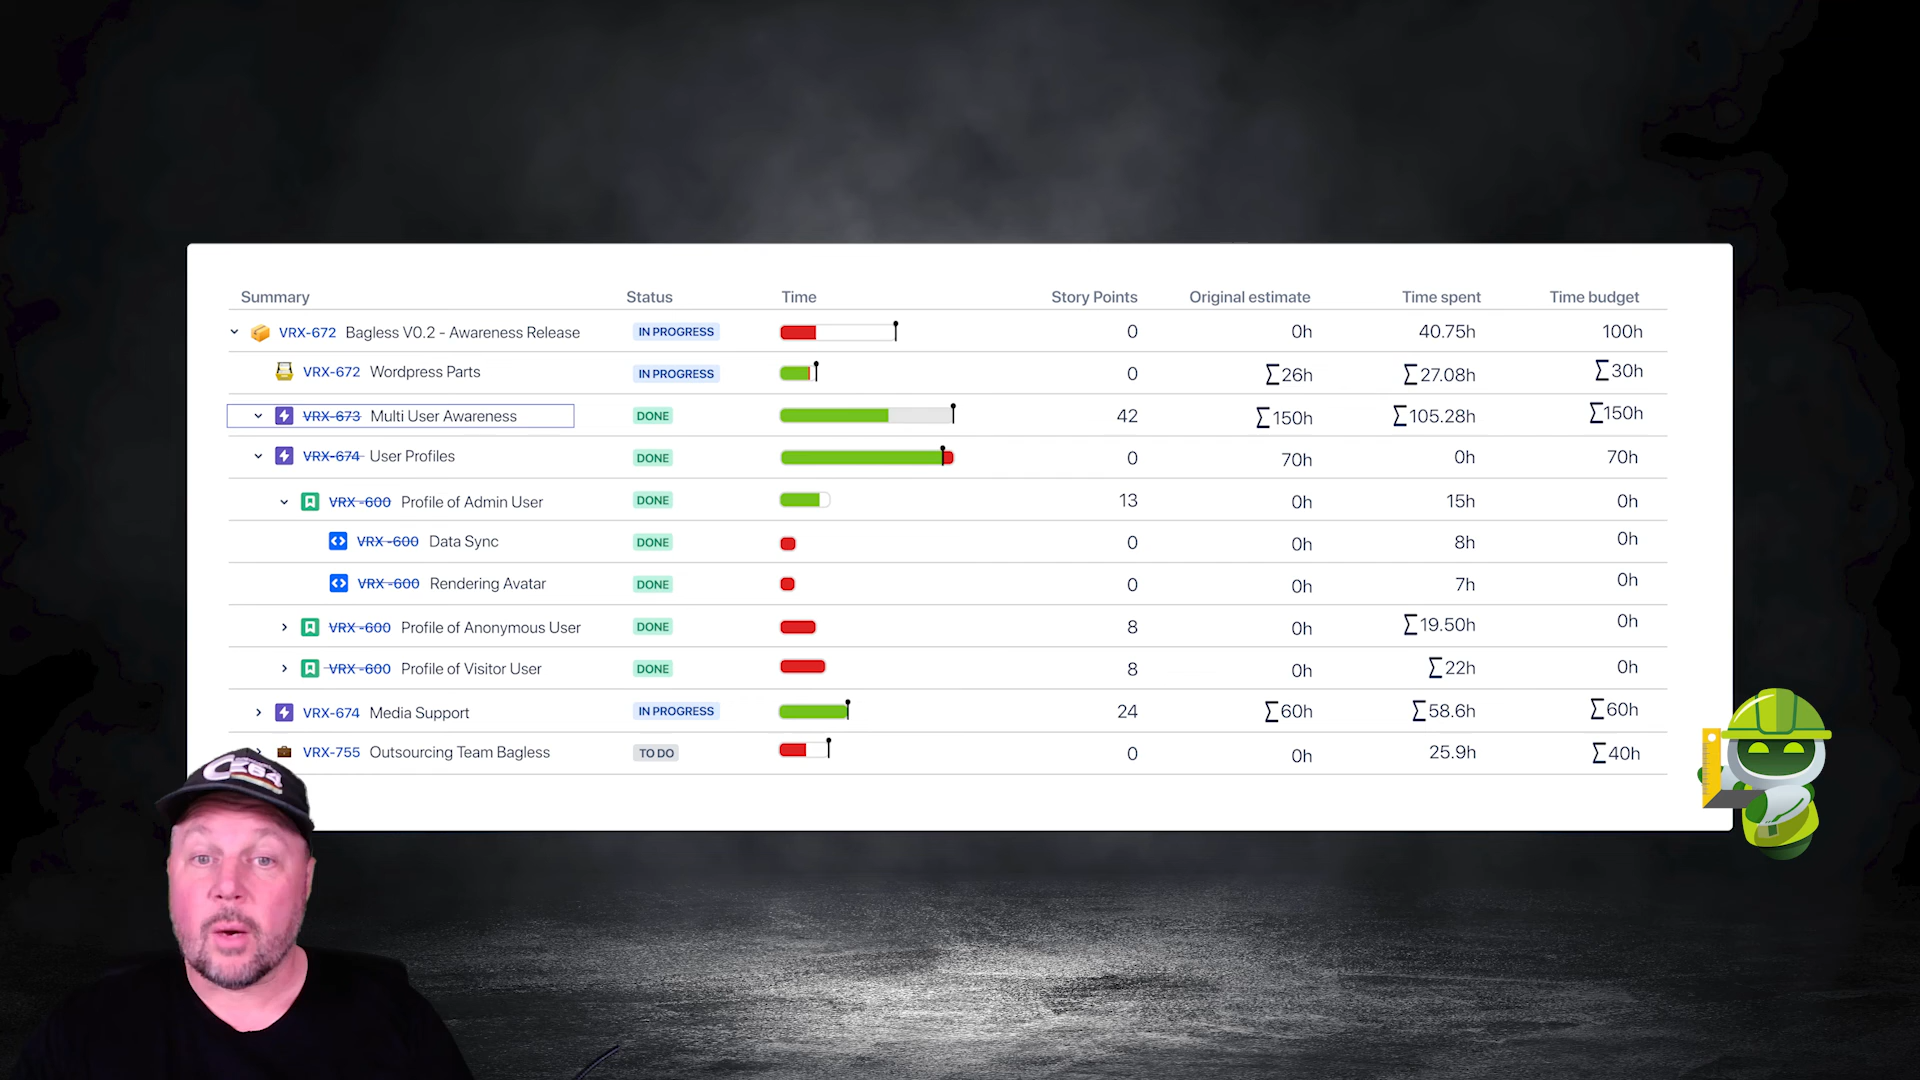 Summary Status Time Story Points Original estimate Time spent Time budget
VRX-672 Bagless V0.2 - Awareness Release IN PROGRESS 0 0h 40.75h 100h
VRX-672 Wordpress Parts IN PROGRESS 0 ∑26h ∑27.08h ∑30h
VRX-673 Multi User Awareness DONE 42 ∑150h ∑105.28h ∑150h
VRX-674 User Profiles DONE 0 70h 0h 70h
VRX-600 Profile of Admin User DONE 13 0h 15h 0h
VRX-600 Data Sync DONE 0 0h 8h 0h
VRX-600 Rendering Avatar DONE 0 0h 7h 0h
VRX-600 Profile of Anonymous User DONE 8 0h ∑19.50h 0h
VRX-600 Profile of Visitor User DONE 8 0h ∑22h 0h
VRX-674 Media Support IN PROGRESS 24 ∑60h ∑58.6h ∑60h
VRX-755 Outsourcing Team Bagless TO DO 0 0h 25.9h ∑40h